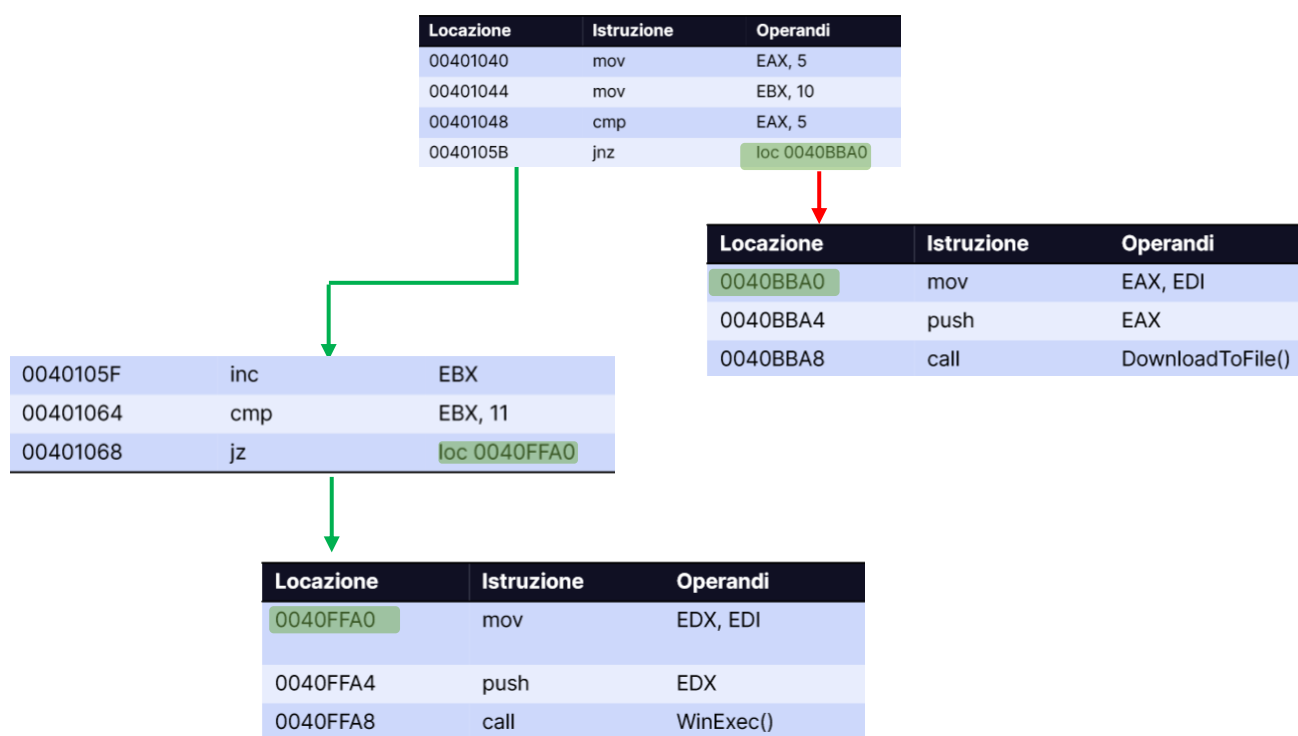 Locazione Istruzione Operandi
00401040 mov EAX, 5
00401044 mov EBX, 10
00401048 cmp EAX, 5
0040105B jnz loc 0040BBA0
Locazione Istruzione Operandi
0040BBA0 mov EAX, EDI
0040BBA4 push EAX
0040BBA8 call DownloadToFile()
0040105F inc EBX
00401064 cmp EBX, 11
00401068 jz loc 0040FFA0
Locazione Istruzione Operandi
0040FFA0 mov EDX, EDI
0040FFA4 push EDX
0040FFA8 call WinExec()